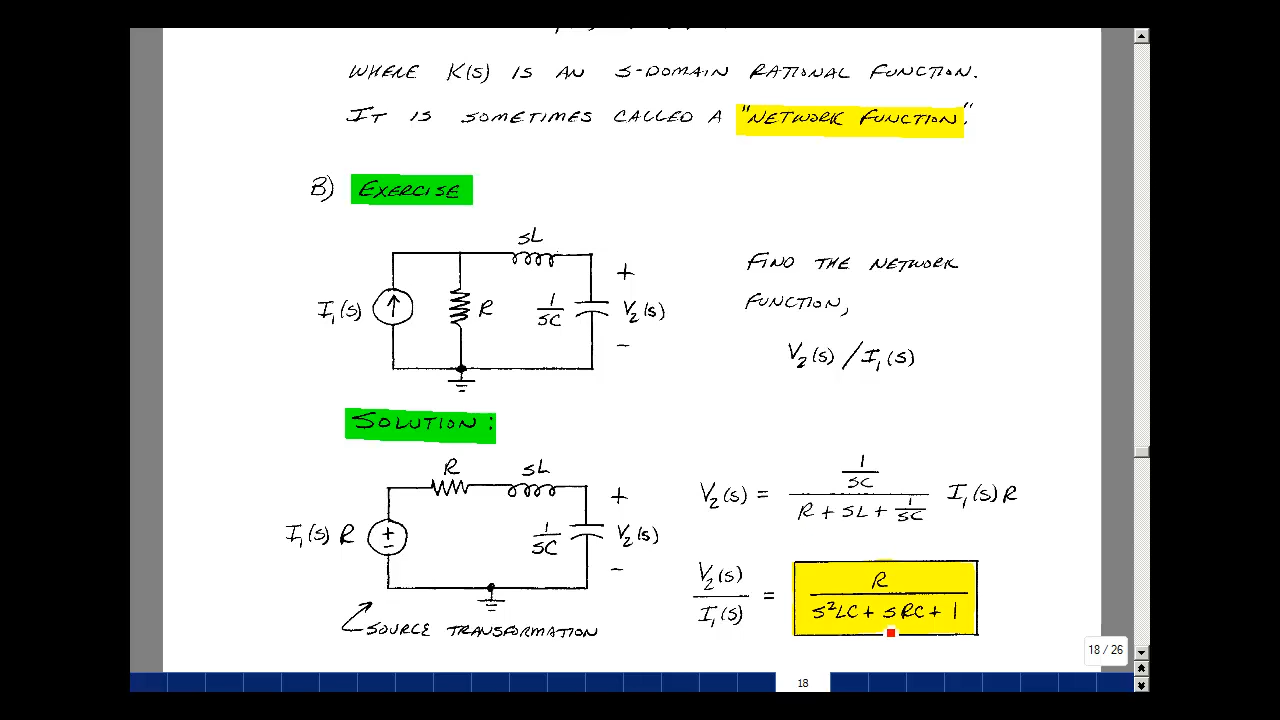 WHERE K(S) IS AN S-DOMAIN RATIONAL FUNCTION.
IT IS SOMETIMES CALLED A "NETWORK FUNCTION".
B) EXERCISE
I₁(s)
R
sL
1/sC
+
V₂(s)
−
FIND THE NETWORK
FUNCTION,
V₂(s) / I₁(s)
SOLUTION:
I₁(s) R
+
−
R
sL
1/sC
+
V₂(s)
−
SOURCE TRANSFORMATION
V₂(s) = (1/sC) / (R + sL + 1/sC) I₁(s) R
V₂(s)/I₁(s) = R / (s²LC + sRC + 1)
18 / 26
18